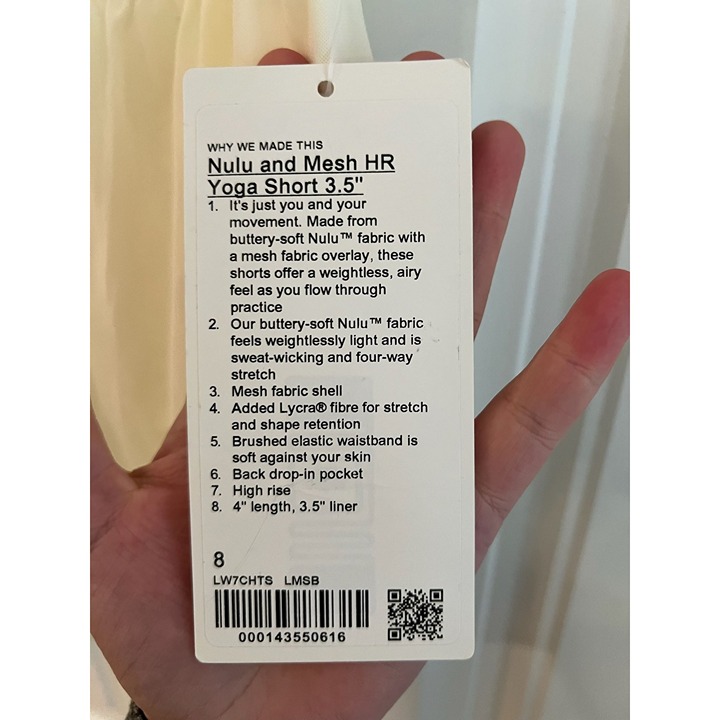 WHY WE MADE THIS
Nulu and Mesh HR
Yoga Short 3.5"
1. It's just you and your
movement. Made from
buttery-soft Nulu™ fabric with
a mesh fabric overlay, these
shorts offer a weightless, airy
feel as you flow through
practice
2. Our buttery-soft Nulu™ fabric
feels weightlessly light and is
sweat-wicking and four-way
stretch
3. Mesh fabric shell
4. Added Lycra® fibre for stretch
and shape retention
5. Brushed elastic waistband is
soft against your skin
6. Back drop-in pocket
7. High rise
8. 4" length, 3.5" liner
8
LW7CHTS LMSB
000143550616